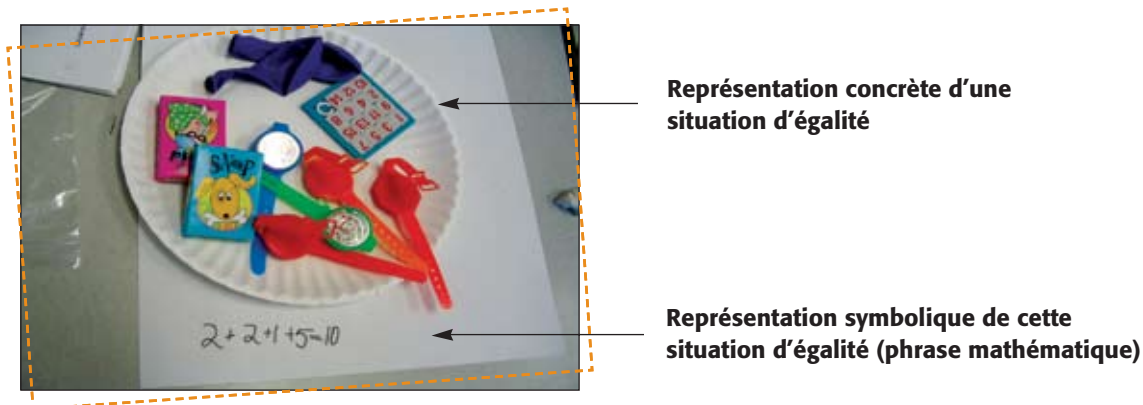 Représentation concrète d'une
situation d'égalité
2+2+1+5=10
Représentation symbolique de cette
situation d'égalité (phrase mathématique)